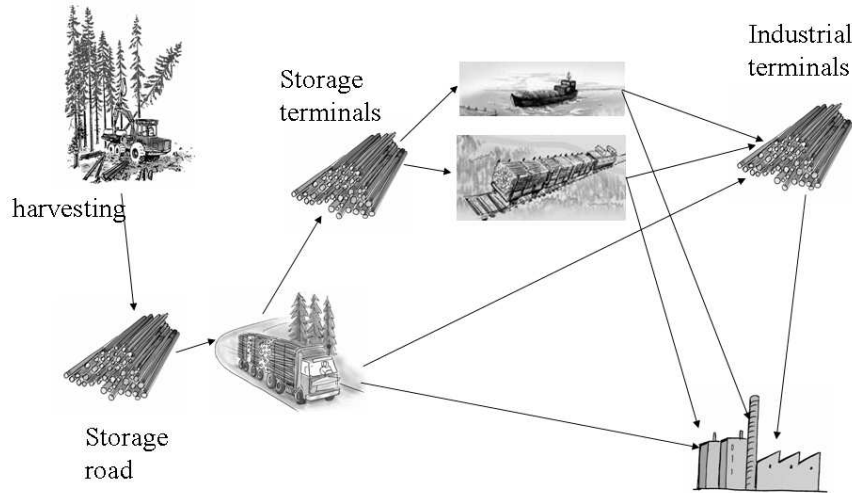 Industrial
terminals
Storage
terminals
harvesting
Storage
road